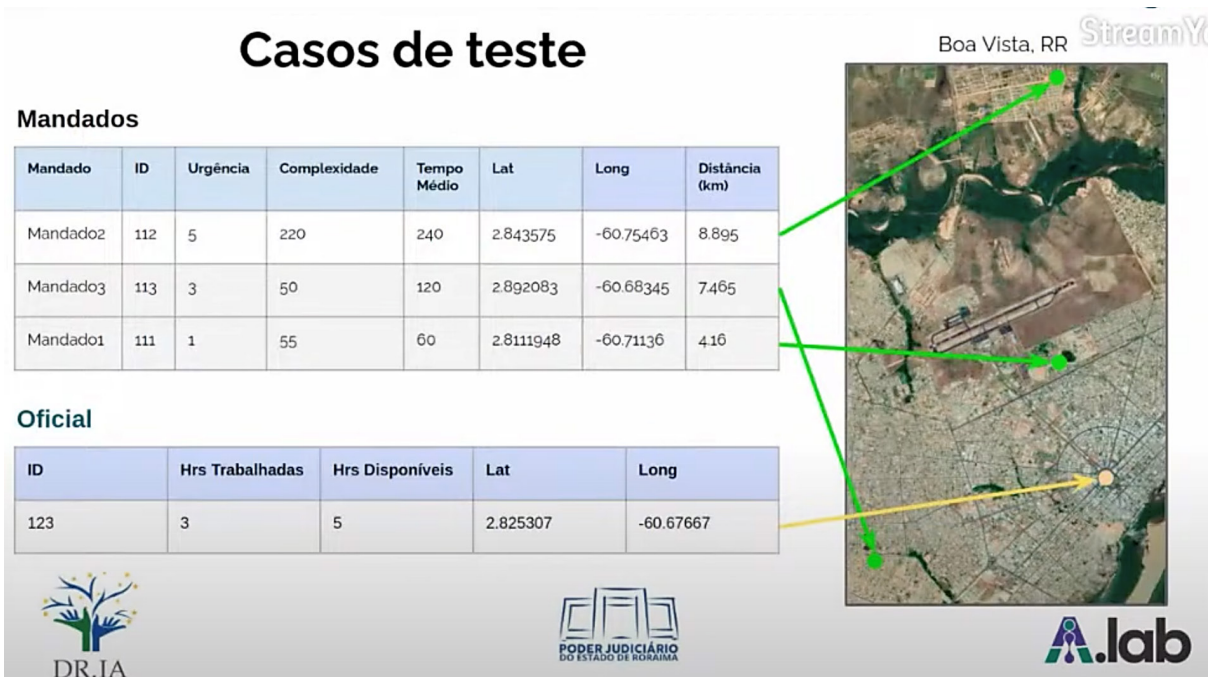 StreamY
Boa Vista, RR
Casos de teste
Mandados
Mandado ID Urgência Complexidade Tempo Médio Lat Long Distância (km)
Mandado2 112 5 220 240 2.843575 -60.75463 8.895
Mandado3 113 3 50 120 2.892083 -60.68345 7.465
Mandado1 111 1 55 60 2.8111948 -60.71136 4.16
Oficial
ID Hrs Trabalhadas Hrs Disponíveis Lat Long
123 3 5 2.825307 -60.67667
DR.IA
PODER JUDICIÁRIO
DO ESTADO DE RORAIMA
A.lab